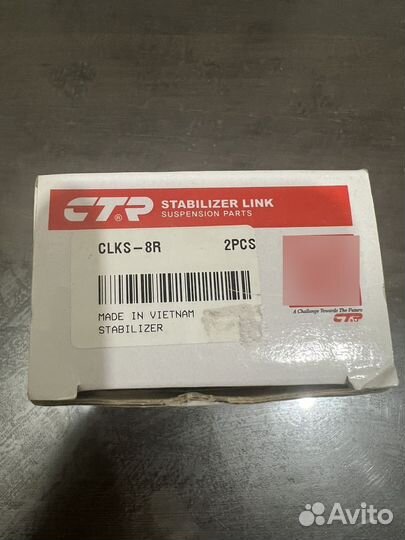 CTR® STABILIZER LINK
SUSPENSION PARTS
CLKS-8R 2PCS
MADE IN VIETNAM
STABILIZER
A Challenge Towards The Future
CTR
Avito